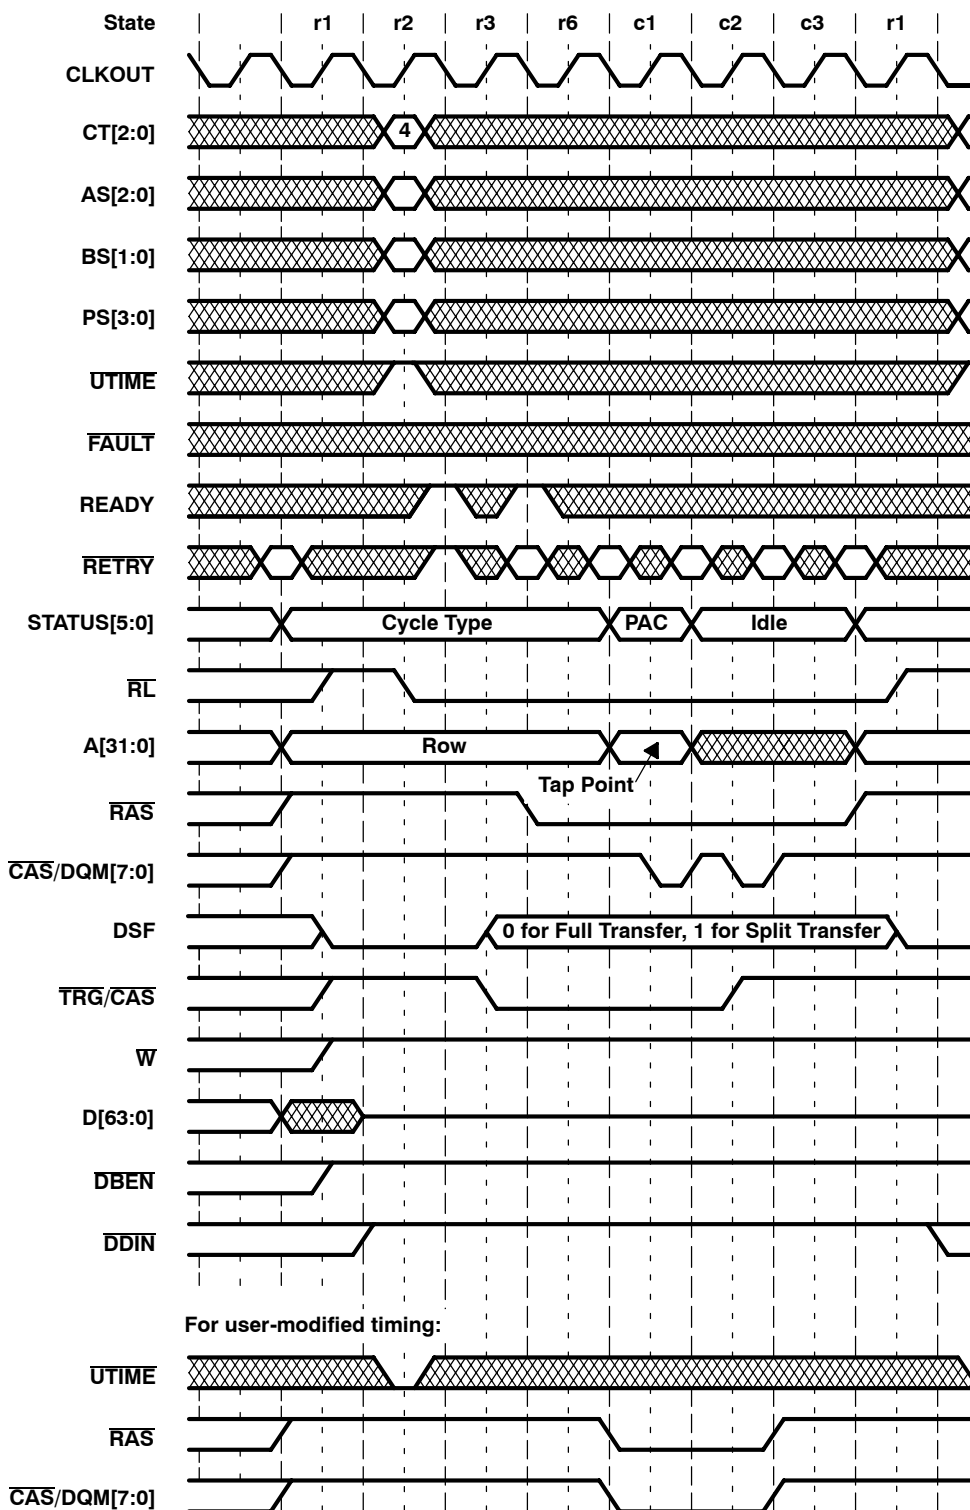 State r1 r2 r3 r6 c1 c2 c3 r1
CLKOUT
CT[2:0] 4
AS[2:0]
BS[1:0]
PS[3:0]
UTIME
FAULT
READY
RETRY
STATUS[5:0] Cycle Type PAC Idle
RL
A[31:0] Row
Tap Point
RAS
CAS/DQM[7:0]
DSF 0 for Full Transfer, 1 for Split Transfer
TRG/CAS
W
D[63:0]
DBEN
DDIN
For user-modified timing:
UTIME
RAS
CAS/DQM[7:0]